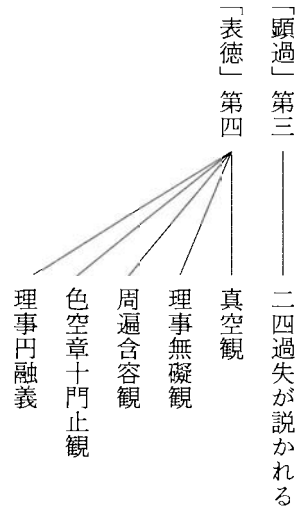 「顕過」第三
二四過失が説かれる
「表徳」第四
真空観
理事無礙観
周遍含容観
色空章十門止観
理事円融義